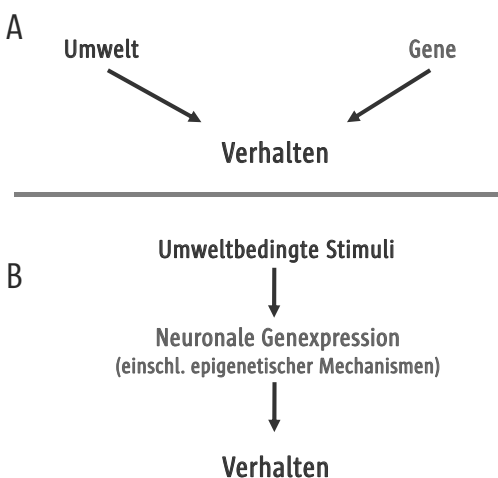 A
Umwelt
Gene
Verhalten
Umweltbedingte Stimuli
B
Neuronale Genexpression
(einschl. epigenetischer Mechanismen)
Verhalten